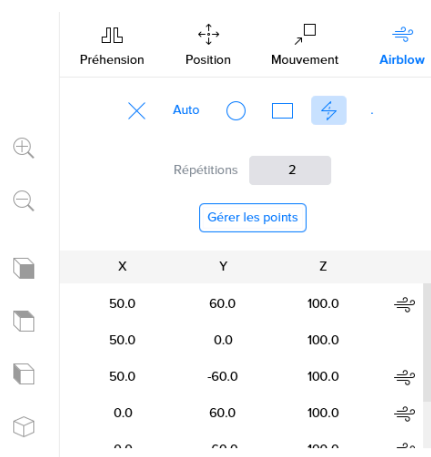 Préhension Position Mouvement Airblow
Auto
Répétitions 2
Gérer les points
X Y Z
50.0 60.0 100.0
50.0 0.0 100.0
50.0 -60.0 100.0
0.0 60.0 100.0